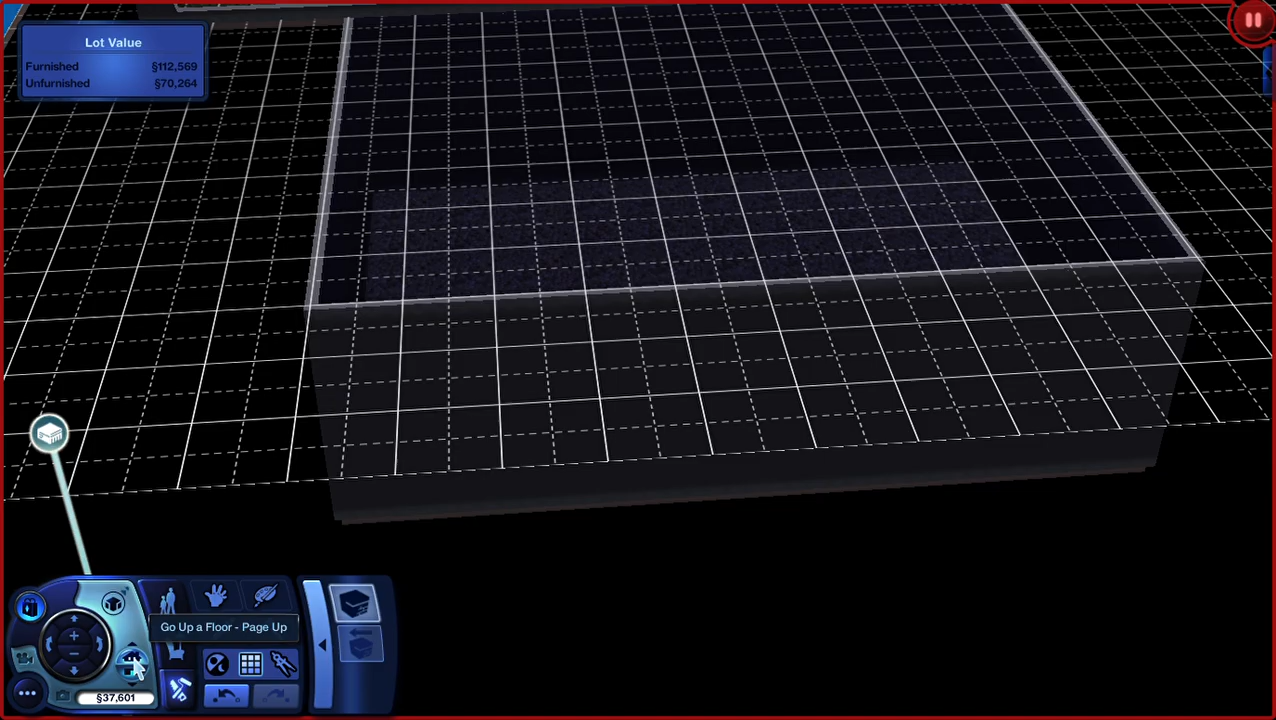 Lot Value
Furnished §112,569
Unfurnished §70,264
Go Up a Floor - Page Up
§37,601